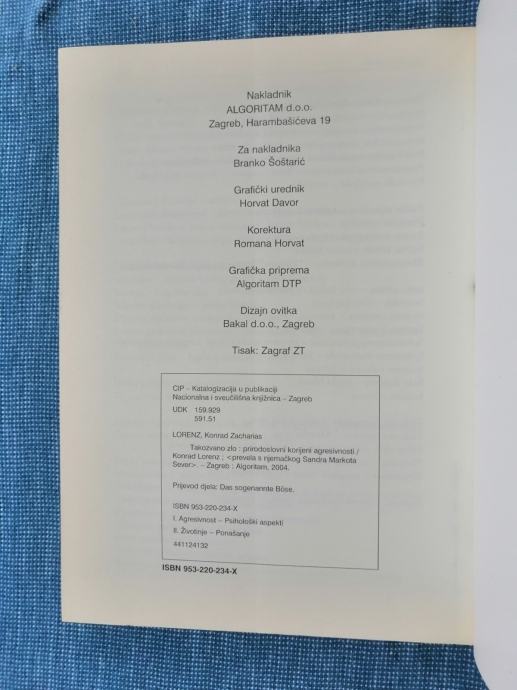 Nakladnik
ALGORITAM d.o.o.
Zagreb, Harambašićeva 19
Za nakladnika
Branko Šoštarić
Grafički urednik
Horvat Davor
Korektura
Romana Horvat
Grafička priprema
Algoritam DTP
Dizajn ovitka
Bakal d.o.o., Zagreb
Tisak: Zagraf ZT
CIP – Katalogizacija u publikaciji
Nacionalna i sveučilišna knjižnica – Zagreb
UDK 159.929
591.51
LORENZ, Konrad Zacharias
Takozvano zlo : prirodoslovni korijeni agresivnosti /
Konrad Lorenz ; <prevela s njemačkog Sandra Markota
Sever>. – Zagreb : Algoritam, 2004.
Prijevod djela: Das sogenannte Böse.
ISBN 953-220-234-X
I. Agresivnost – Psihološki aspekti
II. Životinje – Ponašanje
441124132
ISBN 953-220-234-X